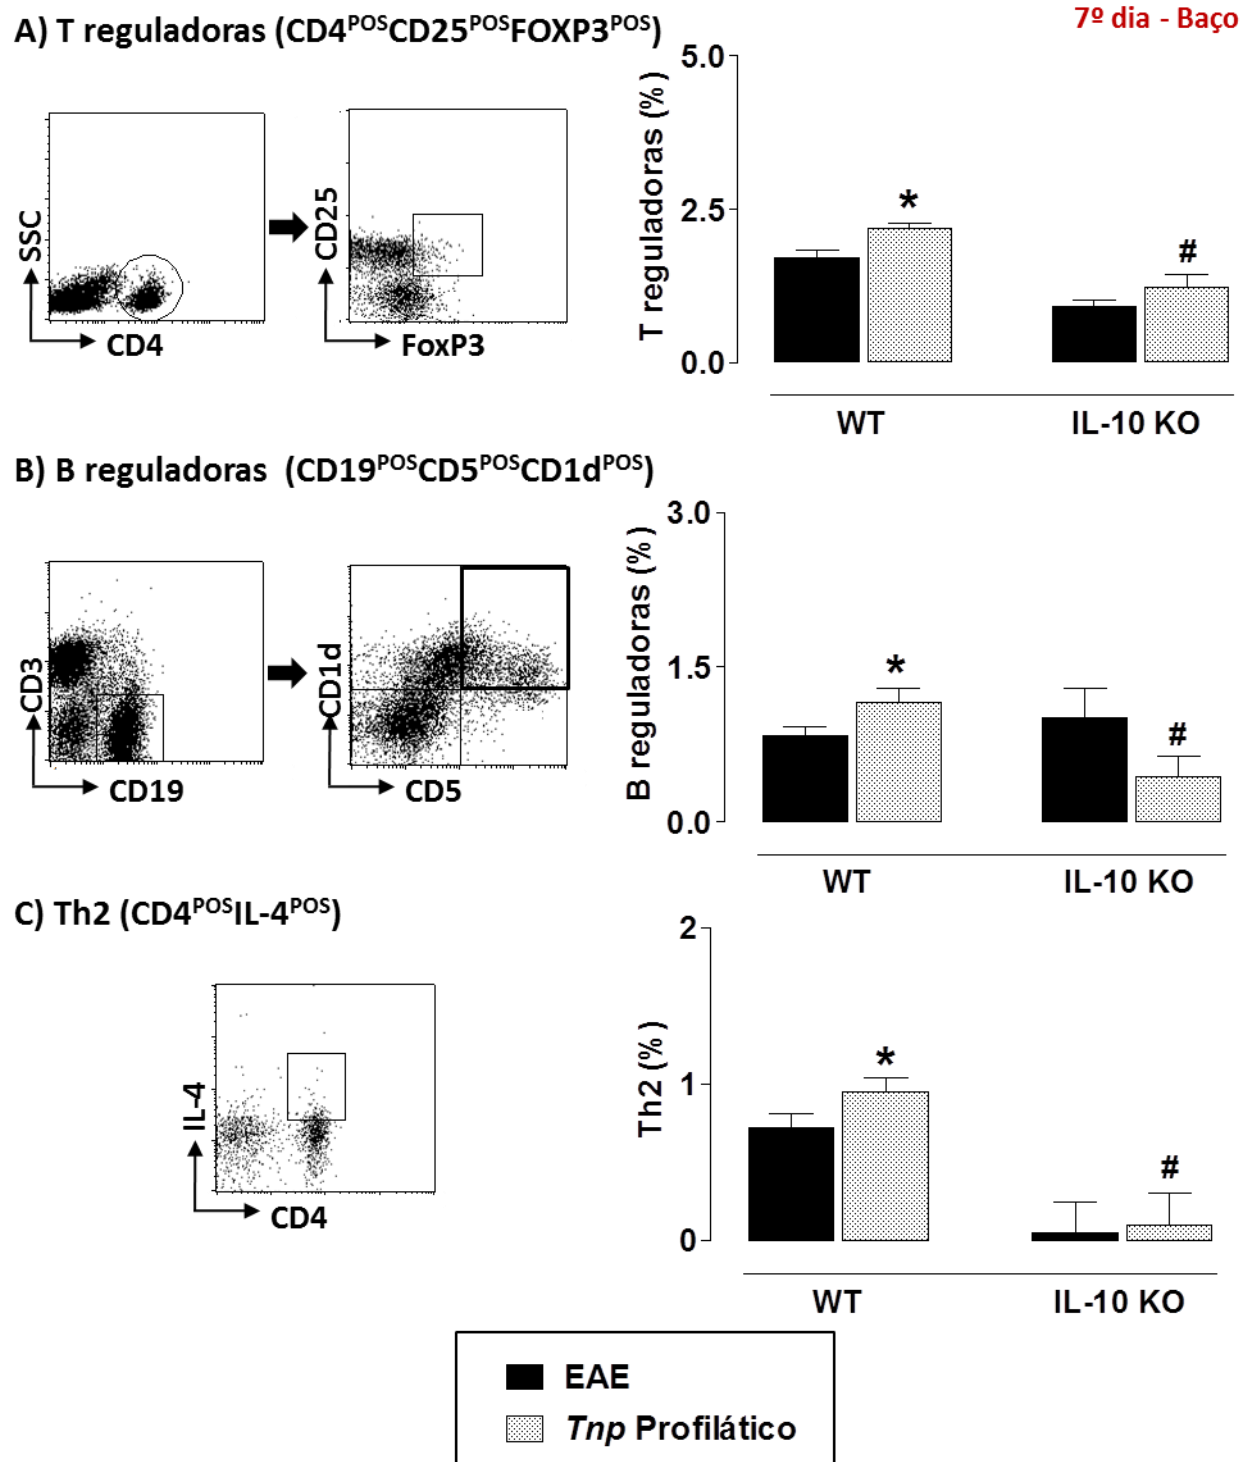 A) T reguladoras (CD4POSCD25POSFOXP3POS)
7º dia - Baço
SSC
CD4
CD25
FoxP3
T reguladoras (%)
5.0
2.5
0.0
*
#
WT
IL-10 KO
B) B reguladoras (CD19POSCD5POSCD1dPOS)
CD3
CD19
CD1d
CD5
B reguladoras (%)
3.0
1.5
0.0
*
#
WT
IL-10 KO
C) Th2 (CD4POSIL-4POS)
IL-4
CD4
Th2 (%)
2
1
0
*
#
WT
IL-10 KO
EAE
Tnp Profilático